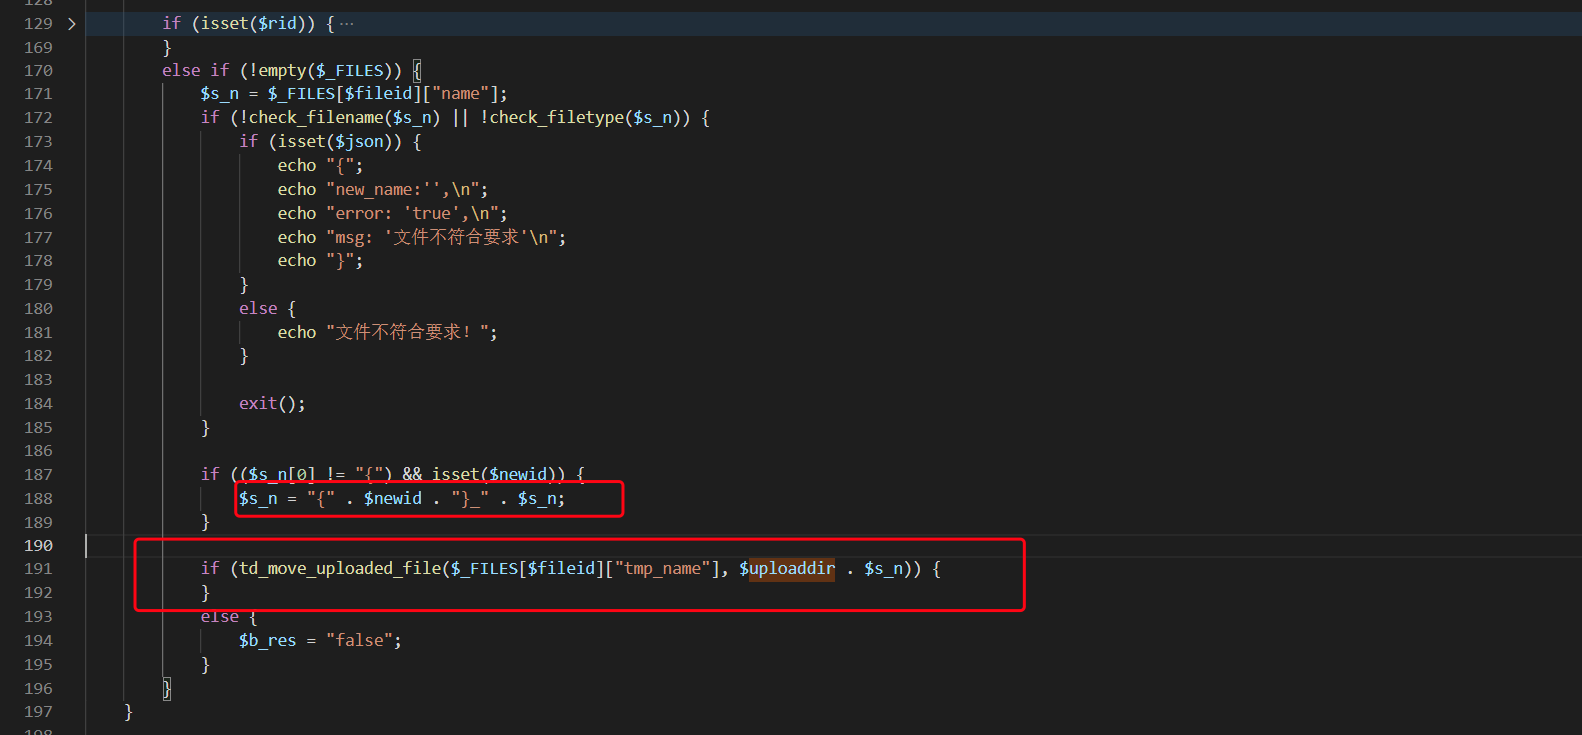 128
129 > if (isset($rid)) { ···
169 }
170 else if (!empty($_FILES)) {
171 $s_n = $_FILES[$fileid]["name"];
172 if (!check_filename($s_n) || !check_filetype($s_n)) {
173 if (isset($json)) {
174 echo "{";
175 echo "new_name:'',\n";
176 echo "error: 'true',\n";
177 echo "msg: '文件不符合要求'\n";
178 echo "}";
179 }
180 else {
181 echo "文件不符合要求！";
182 }
183
184 exit();
185 }
186
187 if (($s_n[0] != "{") && isset($newid)) {
188 $s_n = "{" . $newid . "}_" . $s_n;
189 }
190
191 if (td_move_uploaded_file($_FILES[$fileid]["tmp_name"], $uploaddir . $s_n)) {
192 }
193 else {
194 $b_res = "false";
195 }
196 }
197 }
198